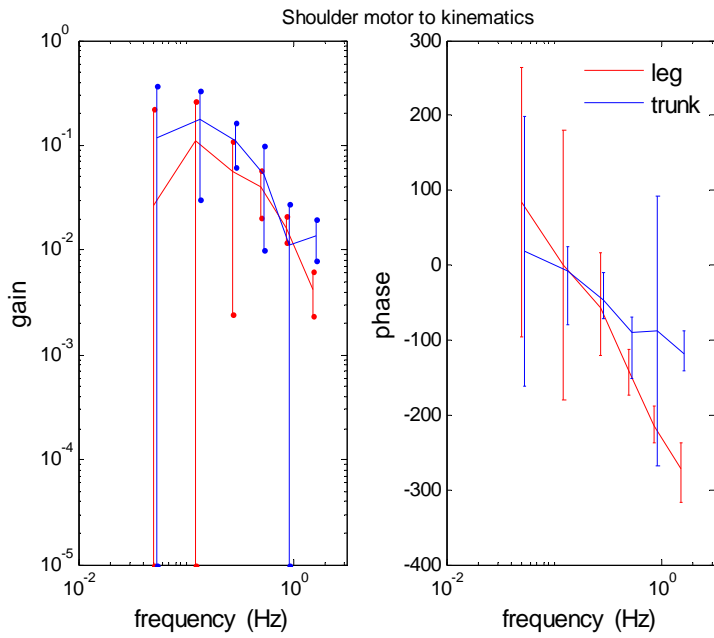 Shoulder motor to kinematics
10^0
10^-1
10^-2
10^-3
10^-4
10^-5
gain
10^-2
10^0
frequency (Hz)
300
200
100
0
-100
-200
-300
-400
phase
leg
trunk
10^-2
10^0
frequency (Hz)